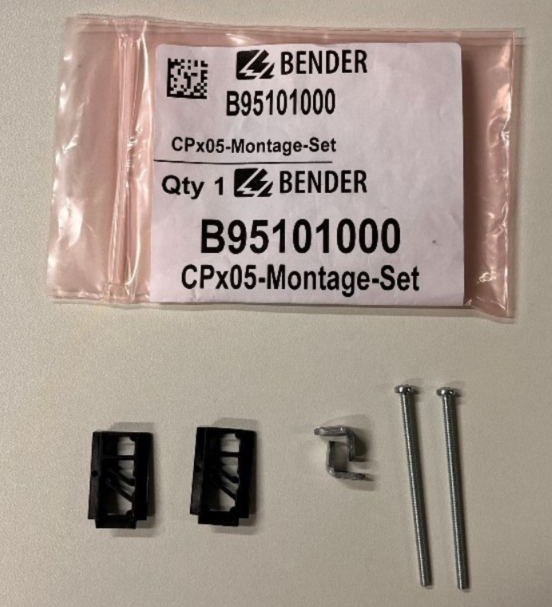 BENDER
B95101000
CPx05-Montage-Set
Qty 1 BENDER
B95101000
CPx05-Montage-Set